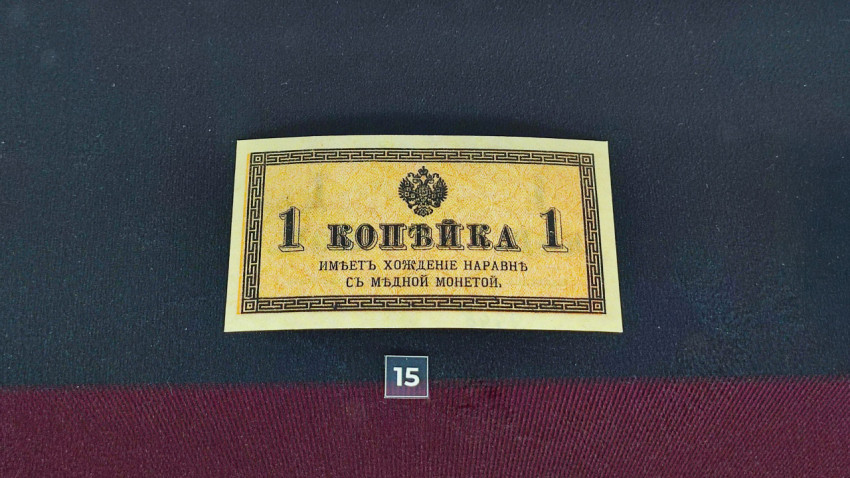 1 КОПѢЙКА 1
ИМѢЕТЪ ХОЖДЕНІЕ НАРАВНѢ
СЪ МѢДНОЙ МОНЕТОЙ.
15